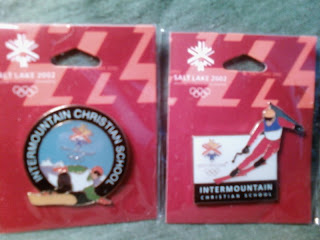 SALT LAKE 2002
INTERMOUNTAIN CHRISTIAN SCHOOL
SALT LAKE 2002
INTERMOUNTAIN
CHRISTIAN SCHOOL